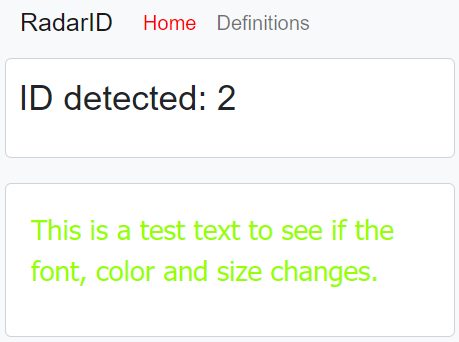 RadarID Home Definitions
ID detected: 2
This is a test text to see if the
font, color and size changes.